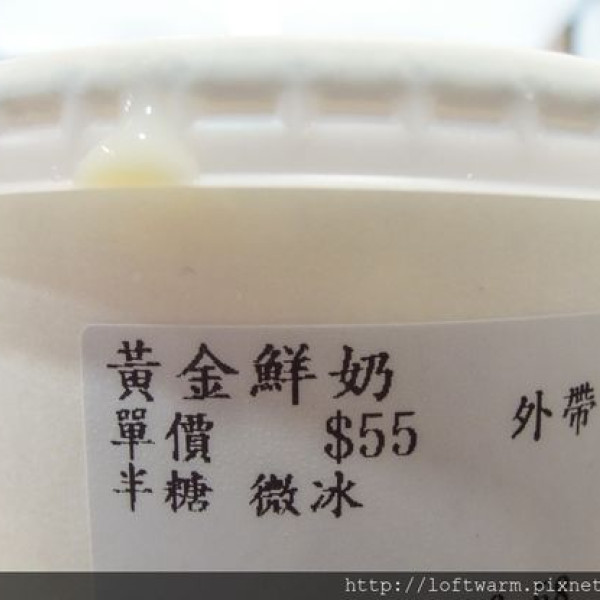 黃金鮮奶
外帶
單價 $55
半糖 微冰
http://loftwarm.pixnet